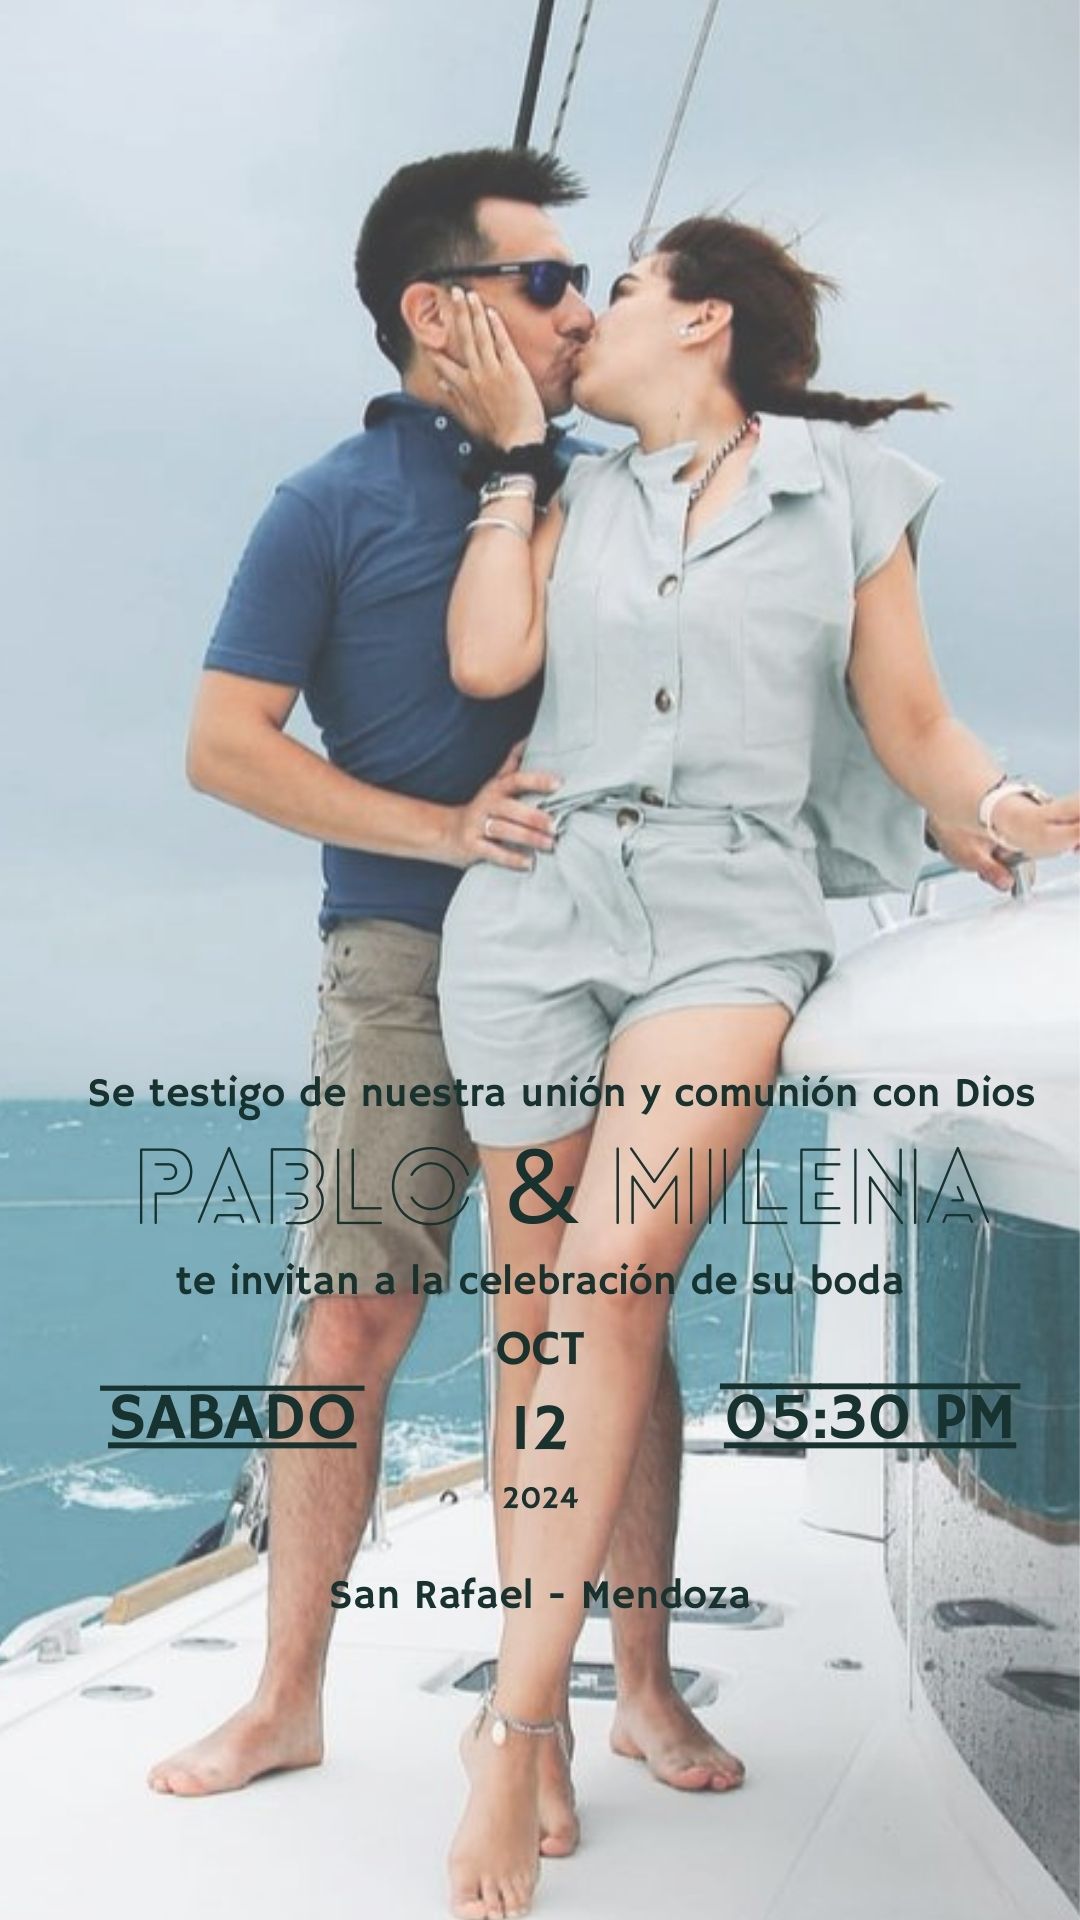 Se testigo de nuestra unión y comunión con Dios
PABLO & MILENA
te invitan a la celebración de su boda
OCT
SABADO
12
05:30 PM
2024
San Rafael - Mendoza